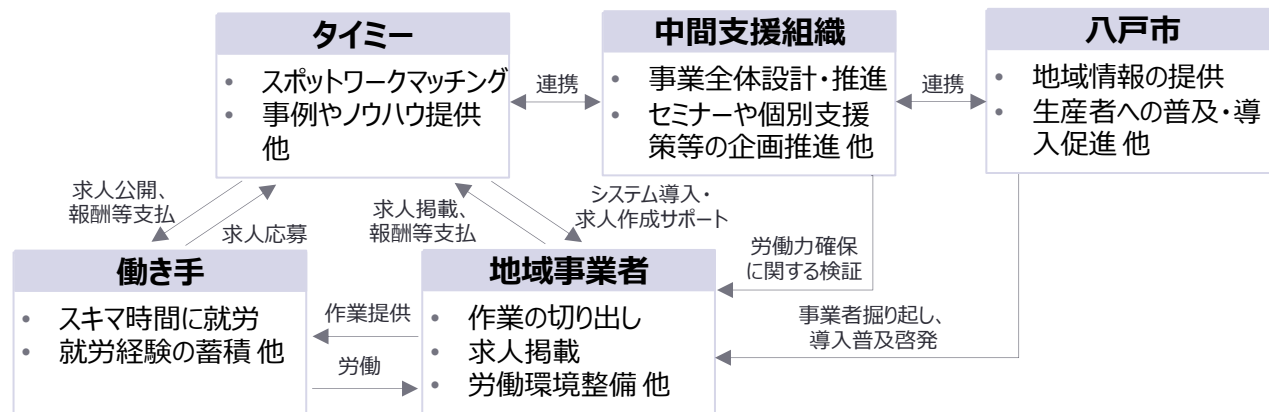 タイミー
• スポットワークマッチング
• 事例やノウハウ提供
他
連携
中間支援組織
• 事業全体設計・推進
• セミナーや個別支援
策等の企画推進 他
連携
八戸市
• 地域情報の提供
• 生産者への普及・導
入促進 他
求人公開、
報酬等支払
求人応募
求人掲載、
報酬等支払
システム導入・
求人作成サポート
労働力確保
に関する検証
事業者掘り起し、
導入普及啓発
働き手
• スキマ時間に就労
• 就労経験の蓄積 他
作業提供
労働
地域事業者
• 作業の切り出し
• 求人掲載
• 労働環境整備 他